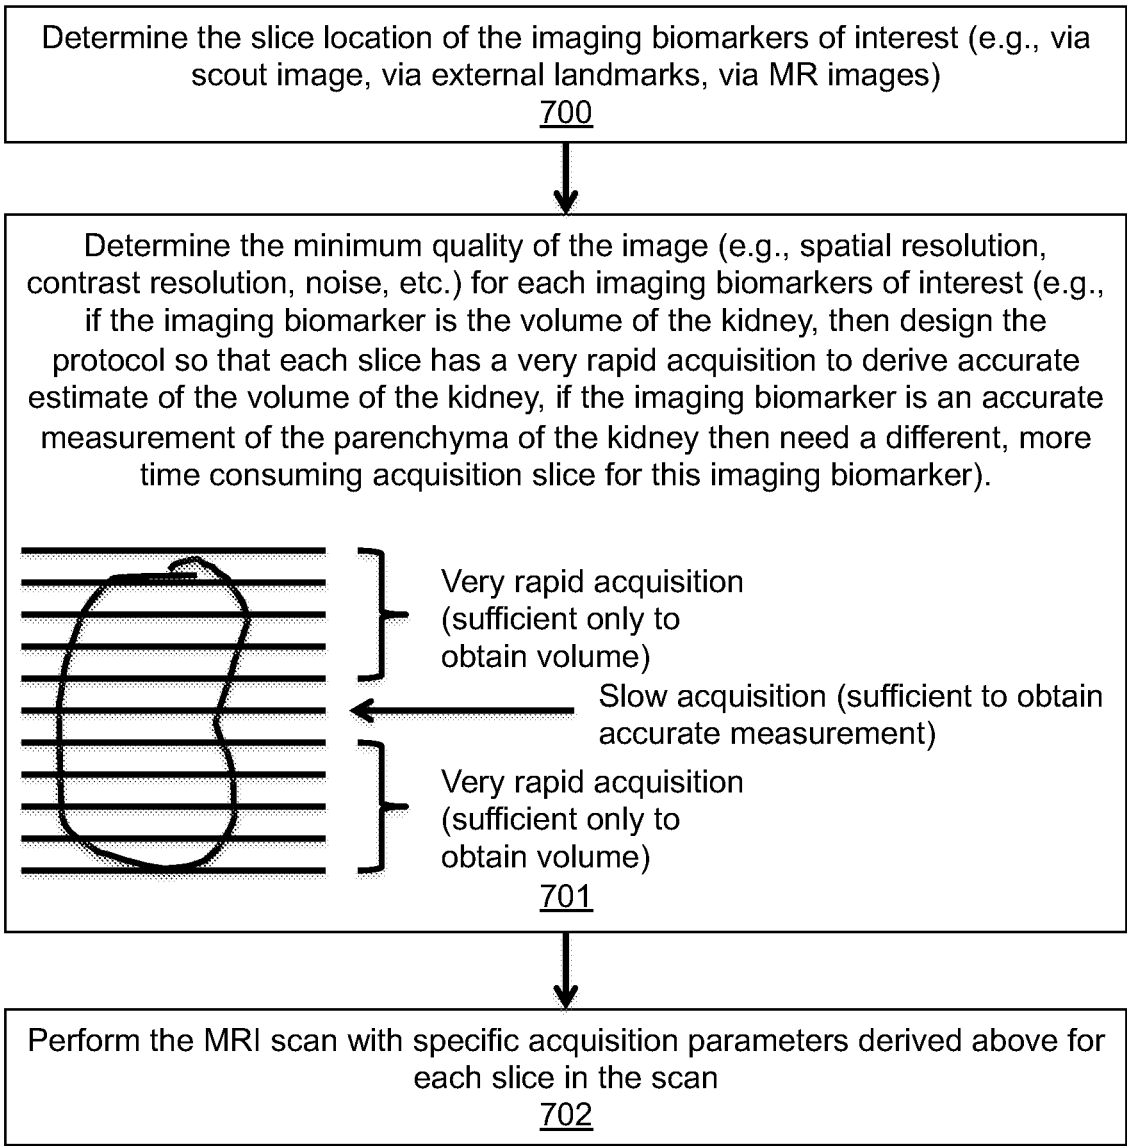 Determine the slice location of the imaging biomarkers of interest (e.g., via
scout image, via external landmarks, via MR images)
700
Determine the minimum quality of the image (e.g., spatial resolution,
contrast resolution, noise, etc.) for each imaging biomarkers of interest (e.g.,
if the imaging biomarker is the volume of the kidney, then design the
protocol so that each slice has a very rapid acquisition to derive accurate
estimate of the volume of the kidney, if the imaging biomarker is an accurate
measurement of the parenchyma of the kidney then need a different, more
time consuming acquisition slice for this imaging biomarker).
Very rapid acquisition
(sufficient only to
obtain volume)
Slow acquisition (sufficient to obtain
accurate measurement)
Very rapid acquisition
(sufficient only to
obtain volume)
701
Perform the MRI scan with specific acquisition parameters derived above for
each slice in the scan
702